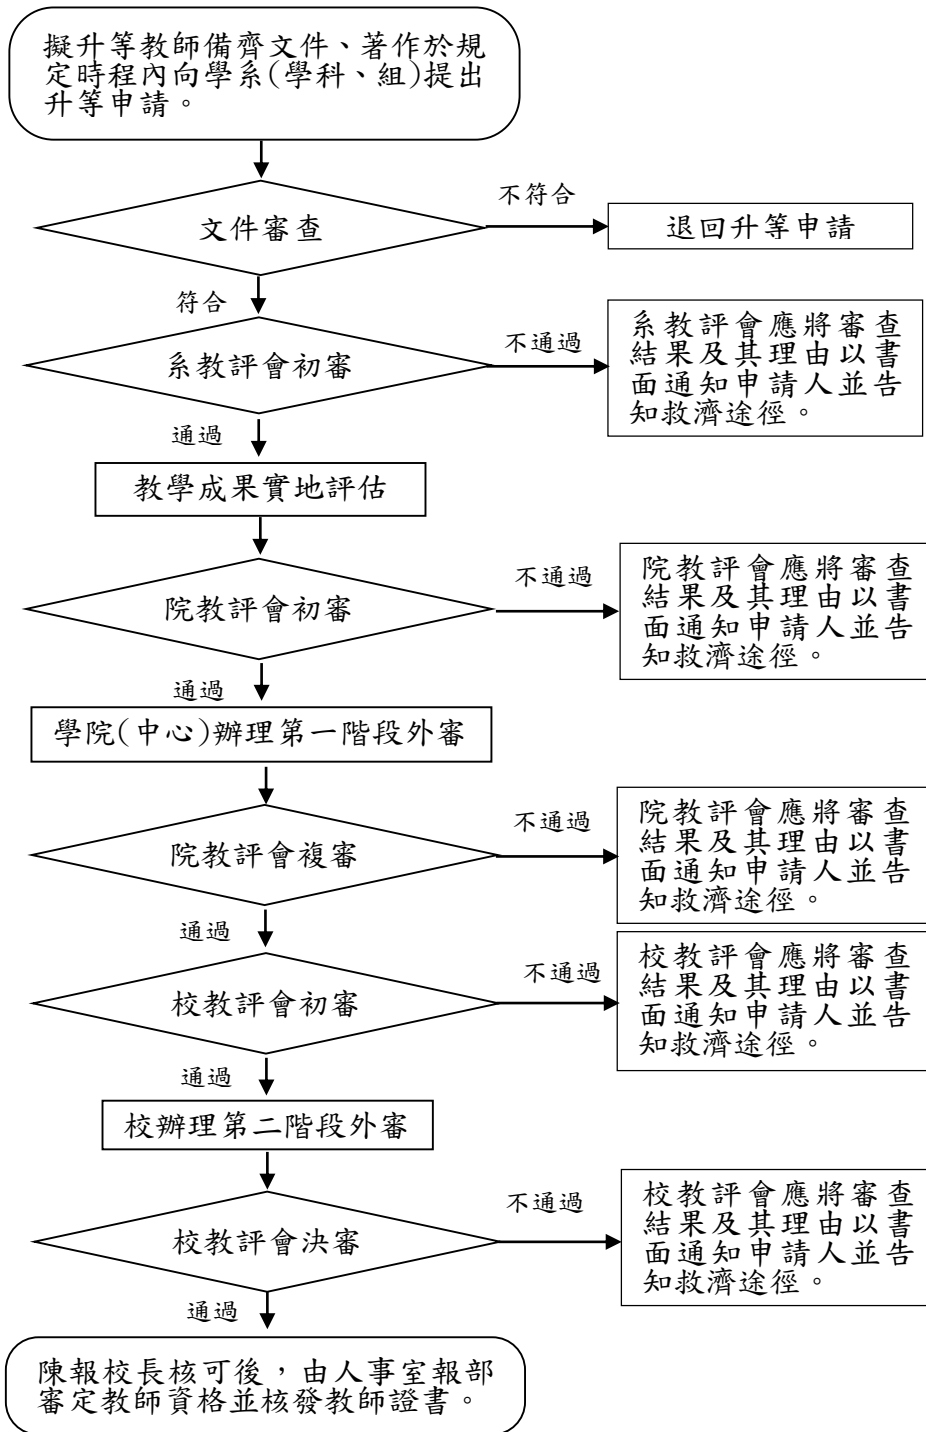 擬升等教師備齊文件、著作於規
定時程內向學系(學科、組)提出
升等申請。
不符合
文件審查
退回升等申請
符合
不通過
系教評會初審
系教評會應將審查
結果及其理由以書
面通知申請人並告
知救濟途徑。
通過
教學成果實地評估
不通過
院教評會初審
院教評會應將審查
結果及其理由以書
面通知申請人並告
知救濟途徑。
通過
學院(中心)辦理第一階段外審
不通過
院教評會複審
院教評會應將審查
結果及其理由以書
面通知申請人並告
知救濟途徑。
通過
不通過
校教評會初審
校教評會應將審查
結果及其理由以書
面通知申請人並告
知救濟途徑。
通過
校辦理第二階段外審
不通過
校教評會決審
校教評會應將審查
結果及其理由以書
面通知申請人並告
知救濟途徑。
通過
陳報校長核可後，由人事室報部
審定教師資格並核發教師證書。